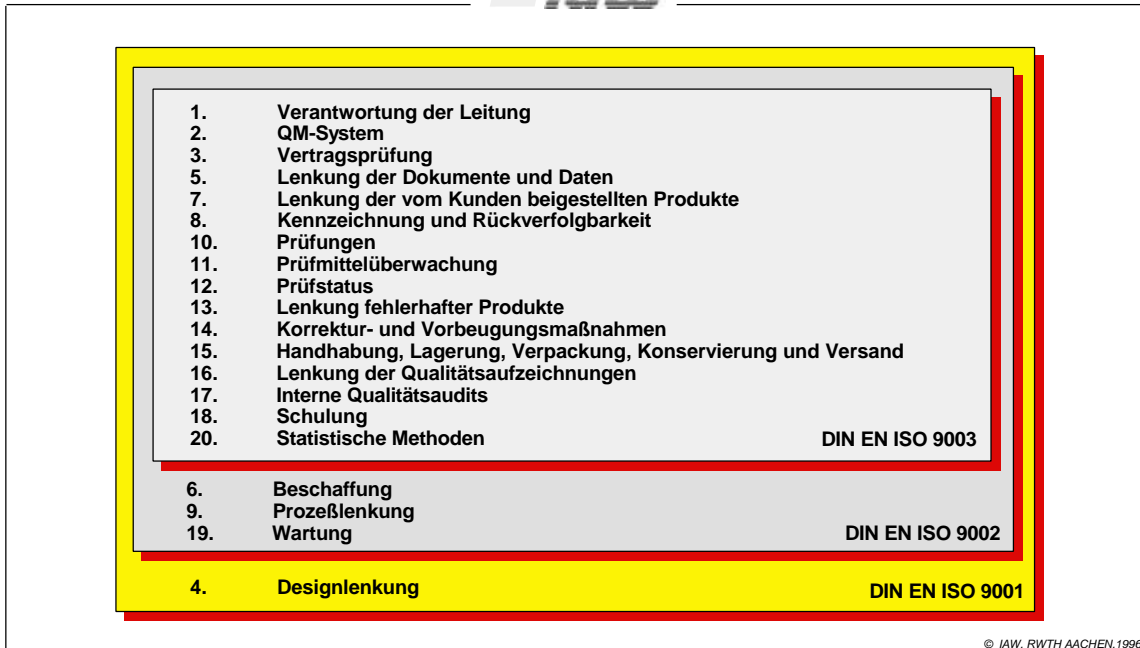 1. Verantwortung der Leitung
2. QM-System
3. Vertragsprüfung
5. Lenkung der Dokumente und Daten
7. Lenkung der vom Kunden beigestellten Produkte
8. Kennzeichnung und Rückverfolgbarkeit
10. Prüfungen
11. Prüfmittelüberwachung
12. Prüfstatus
13. Lenkung fehlerhafter Produkte
14. Korrektur- und Vorbeugungsmaßnahmen
15. Handhabung, Lagerung, Verpackung, Konservierung und Versand
16. Lenkung der Qualitätsaufzeichnungen
17. Interne Qualitätsaudits
18. Schulung
20. Statistische Methoden DIN EN ISO 9003
6. Beschaffung
9. Prozeßlenkung
19. Wartung DIN EN ISO 9002
4. Designlenkung DIN EN ISO 9001
© IAW, RWTH AACHEN,1996